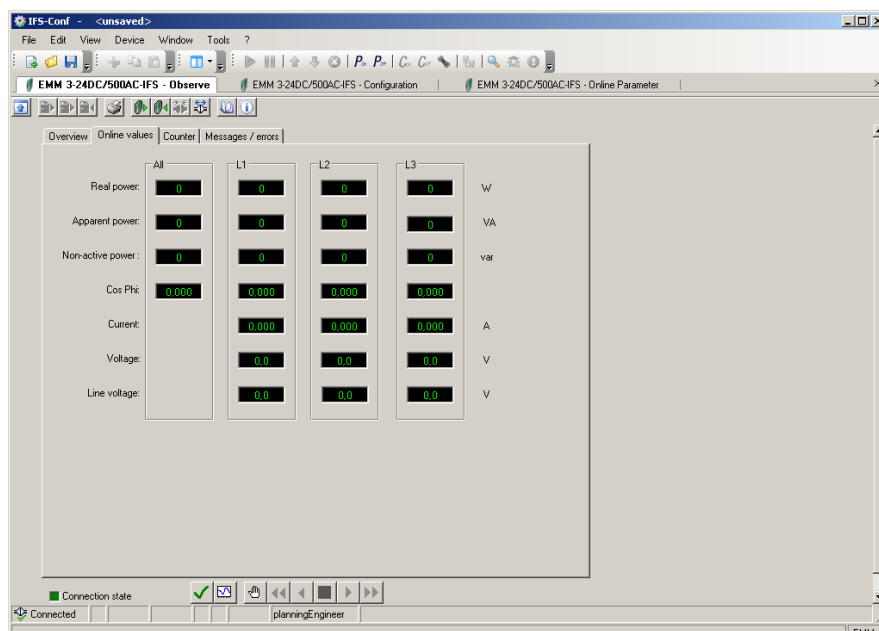 IFS-Conf - <unsaved>
File Edit View Device Window Tools ?
EMM 3-24DC/500AC-IFS - Observe EMM 3-24DC/500AC-IFS - Configuration EMM 3-24DC/500AC-IFS - Online Parameter
Overview Online values Counter Messages / errors
All L1 L2 L3
Real power: 0 0 0 0 W
Apparent power: 0 0 0 0 VA
Non-active power : 0 0 0 0 var
Cos Phi: 0,000 0,000 0,000 0,000
Current: 0,000 0,000 0,000 A
Voltage: 0,0 0,0 0,0 V
Line voltage: 0,0 0,0 0,0 V
Connection state
Connected planningEngineer